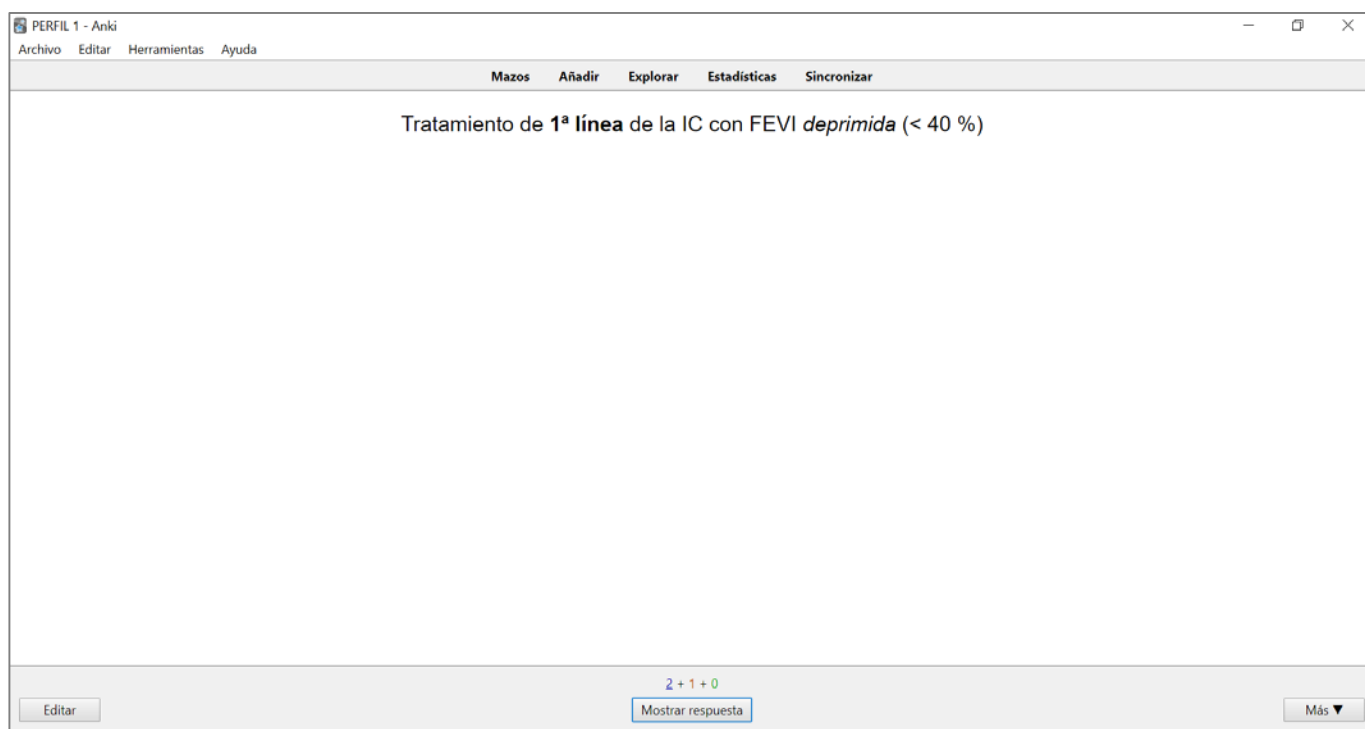 PERFIL 1 - Anki
Archivo Editar Herramientas Ayuda
Mazos Añadir Explorar Estadísticas Sincronizar
Tratamiento de 1ª línea de la IC con FEVI deprimida (< 40 %)
2 + 1 + 0
Editar Mostrar respuesta Más ▼